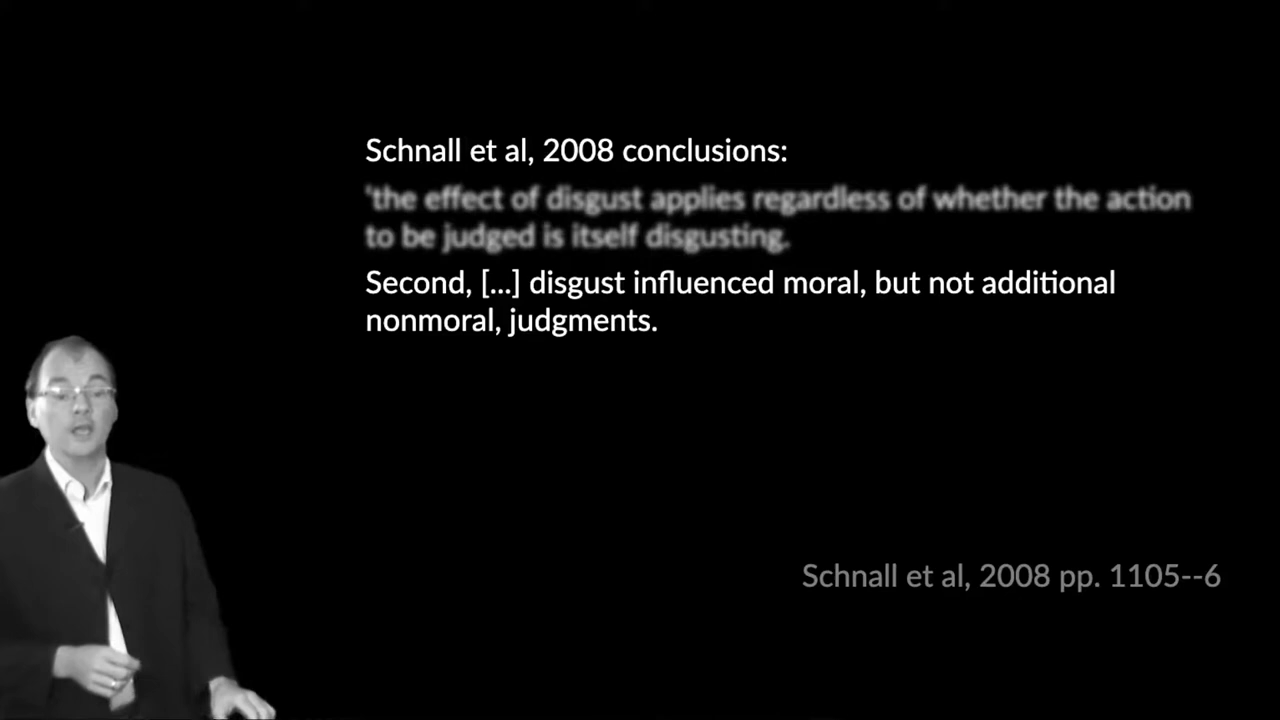 Schnall et al, 2008 conclusions:
'the effect of disgust applies regardless of whether the action
to be judged is itself disgusting.
Second, [...] disgust influenced moral, but not additional
nonmoral, judgments.
Schnall et al, 2008 pp. 1105--6